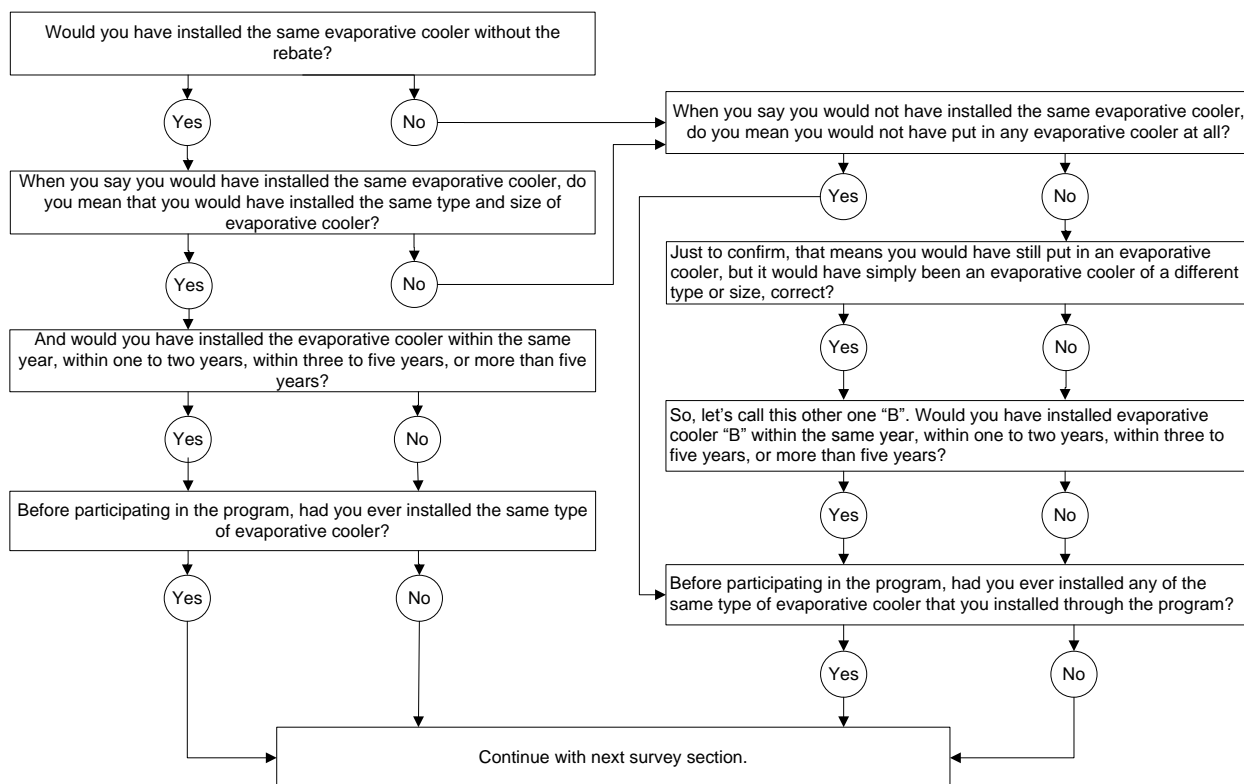 Would you have installed the same evaporative cooler without the
rebate?
Yes
No
When you say you would have installed the same evaporative cooler, do
you mean that you would have installed the same type and size of
evaporative cooler?
Yes
No
And would you have installed the evaporative cooler within the same
year, within one to two years, within three to five years, or more than five
years?
Yes
No
Before participating in the program, had you ever installed the same type
of evaporative cooler?
Yes
No
When you say you would not have installed the same evaporative cooler,
do you mean you would not have put in any evaporative cooler at all?
Yes
No
Just to confirm, that means you would have still put in an evaporative
cooler, but it would have simply been an evaporative cooler of a different
type or size, correct?
Yes
No
So, let’s call this other one “B”. Would you have installed evaporative
cooler “B” within the same year, within one to two years, within three to
five years, or more than five years?
Yes
No
Before participating in the program, had you ever installed any of the
same type of evaporative cooler that you installed through the program?
Yes
No
Continue with next survey section.